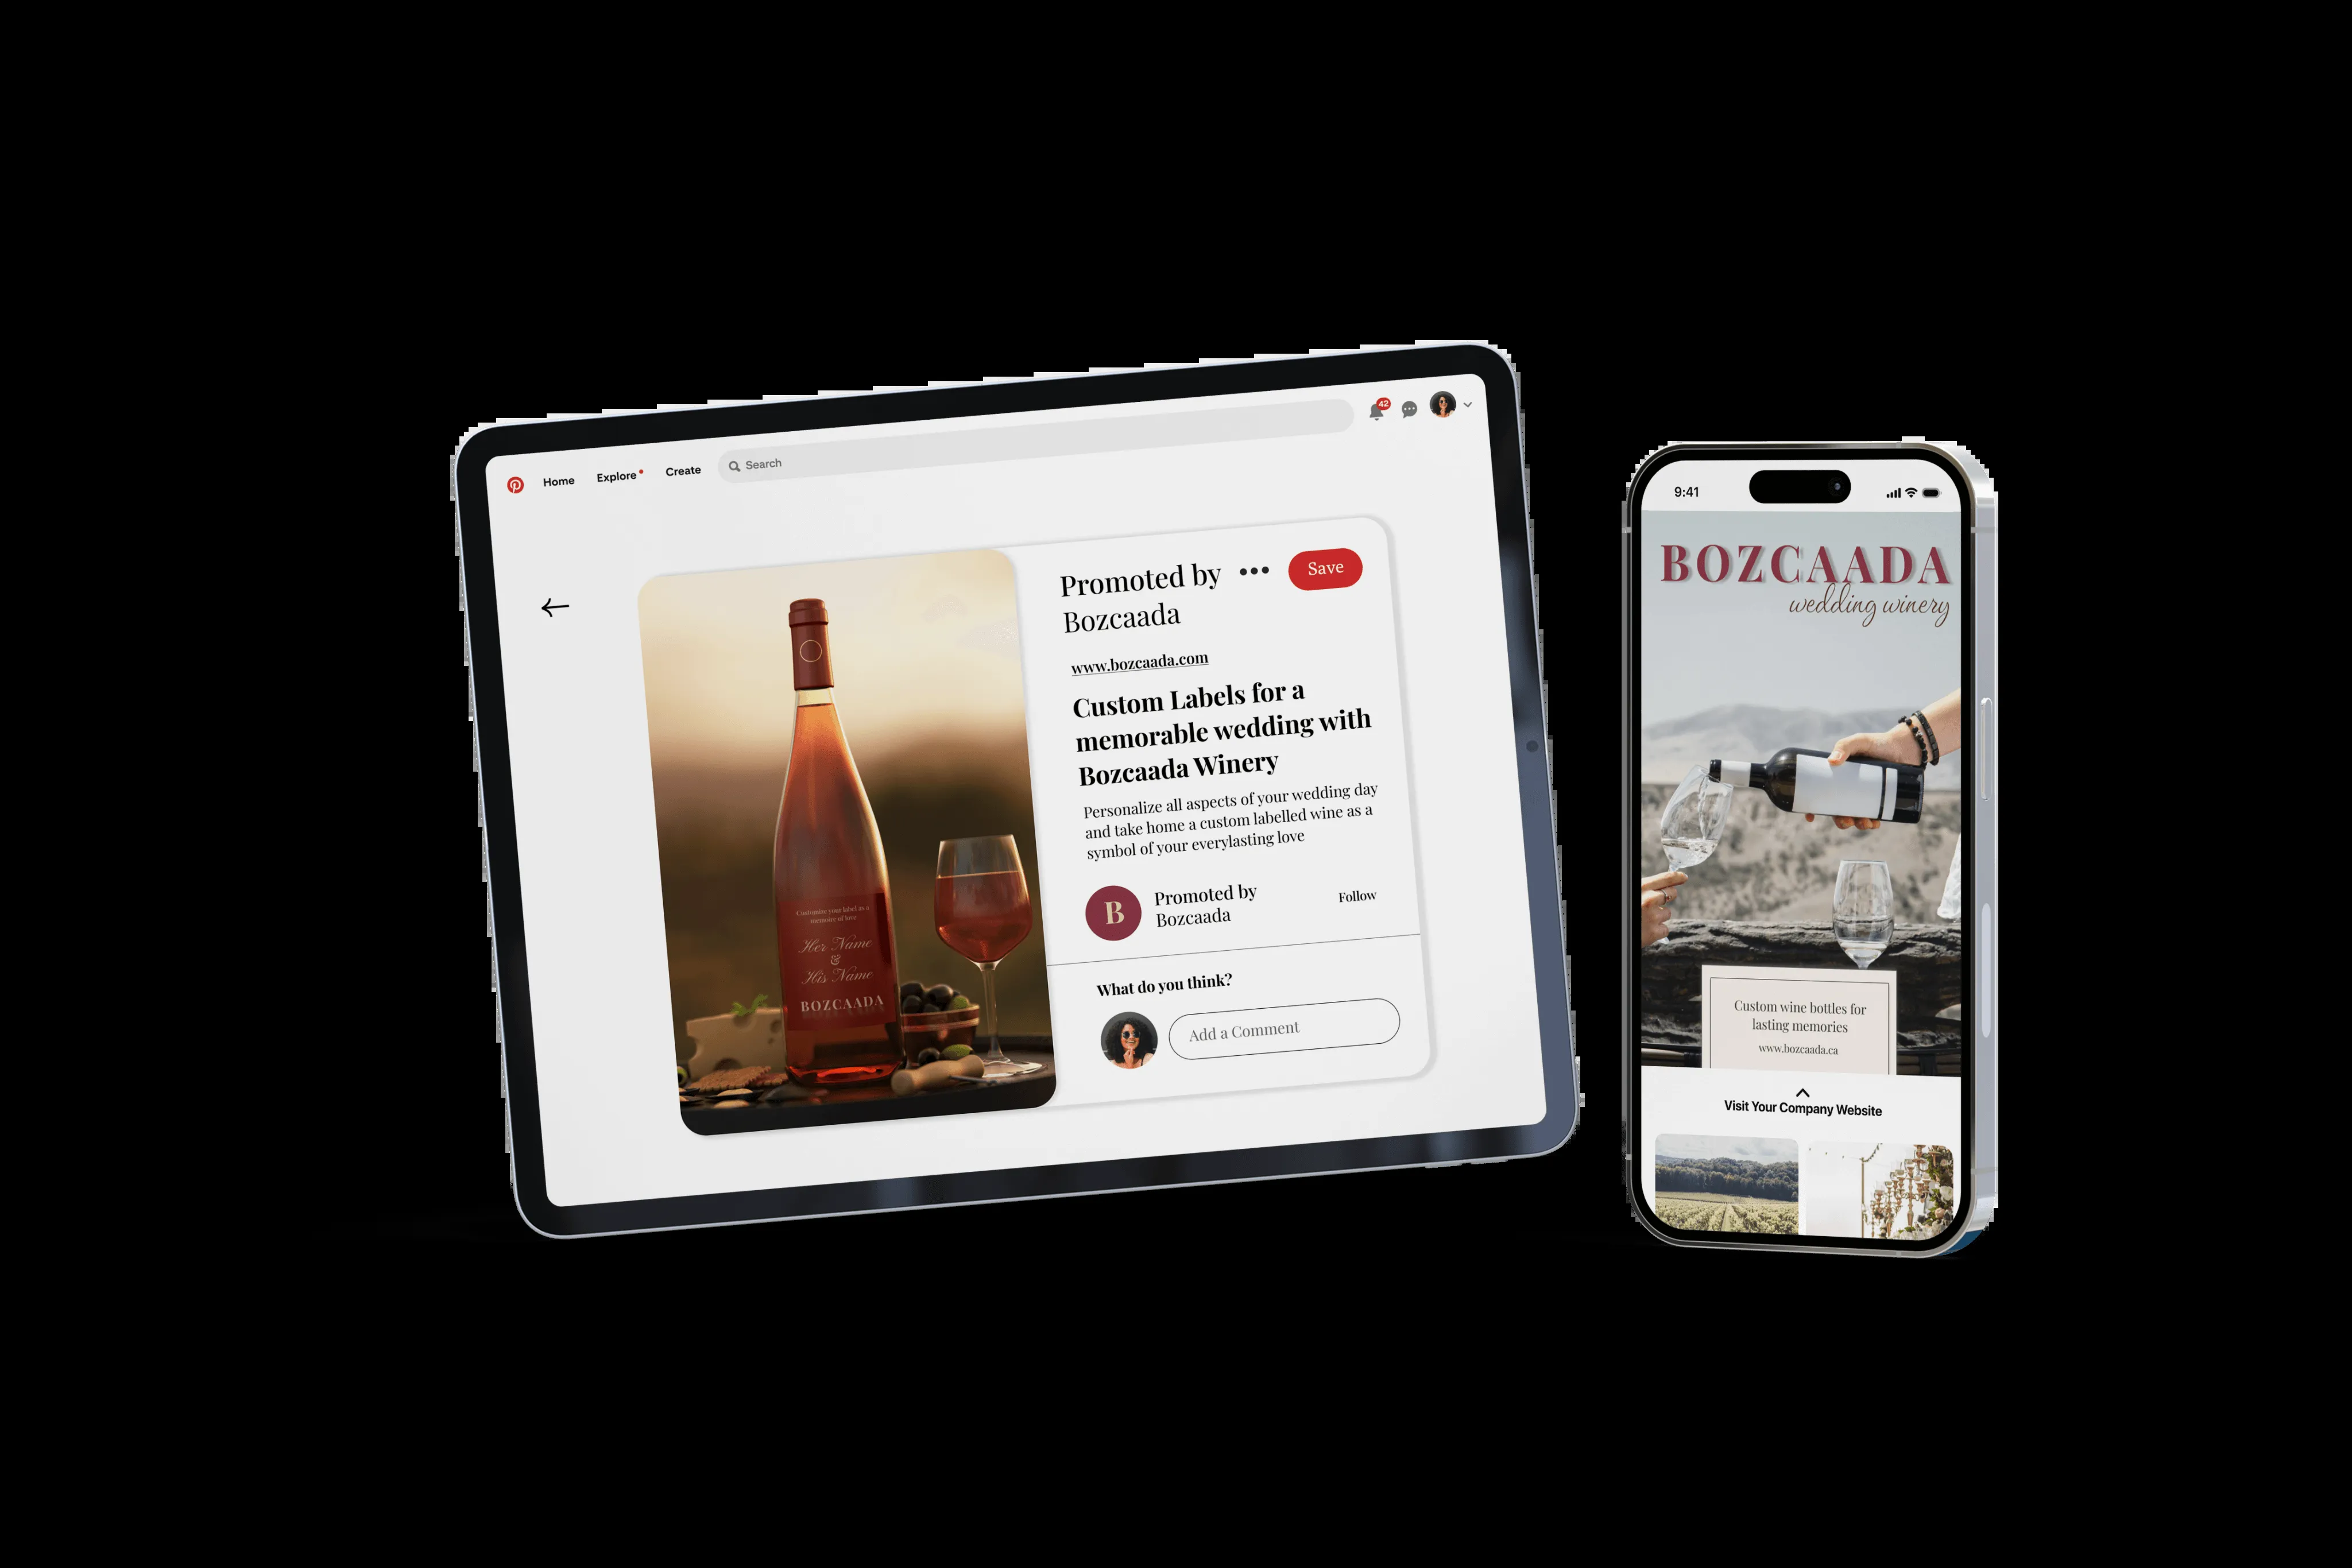 Home
Explore
Create
Search
42
Promoted by
Bozcaada
Save
www.bozcaada.com
Custom Labels for a
memorable wedding with
Bozcaada Winery
Personalize all aspects of your wedding day
and take home a custom labelled wine as a
symbol of your everylasting love
B
Promoted by
Bozcaada
Follow
What do you think?
Add a Comment
Customize your label as a
memoire of love
Her Name
&
His Name
BOZCAADA
9:41
BOZCAADA
wedding winery
Custom wine bottles for
lasting memories
www.bozcaada.ca
Visit Your Company Website